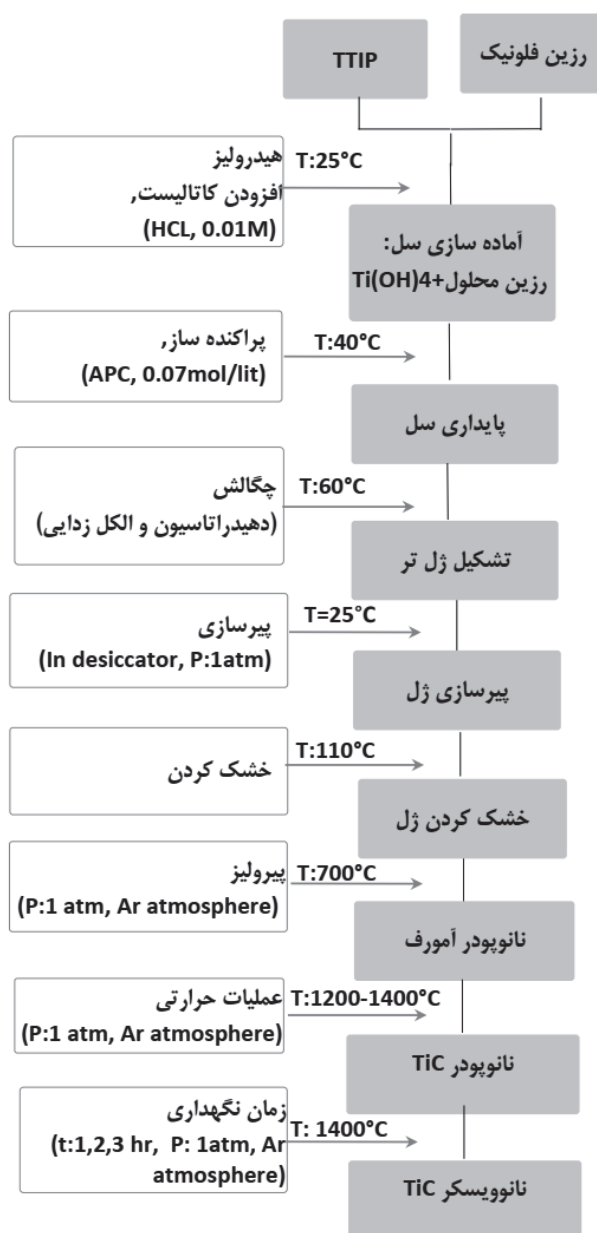 رزین فلونیک
TTIP
هیدرولیز
افزودن کاتالیست,
(HCL, 0.01M)
T:25°C
آماده سازی سل:
رزین محلول+Ti(OH)4
پراکنده ساز,
(APC, 0.07mol/lit)
T:40°C
پایداری سل
چگالش
(دهیدراتاسیون و الکل زدایی)
T:60°C
تشکیل ژل تر
پیرسازی
(In desiccator, P:1atm)
T=25°C
پیرسازی ژل
خشک کردن
T:110°C
خشک کردن ژل
پیرولیز
(P:1 atm, Ar atmosphere)
T:700°C
نانوپودر آمورف
عملیات حرارتی
(P:1 atm, Ar atmosphere)
T:1200-1400°C
نانوپودر TiC
زمان نگهداری
(t:1,2,3 hr, P: 1atm, Ar
atmosphere)
T: 1400°C
نانوویسکر TiC